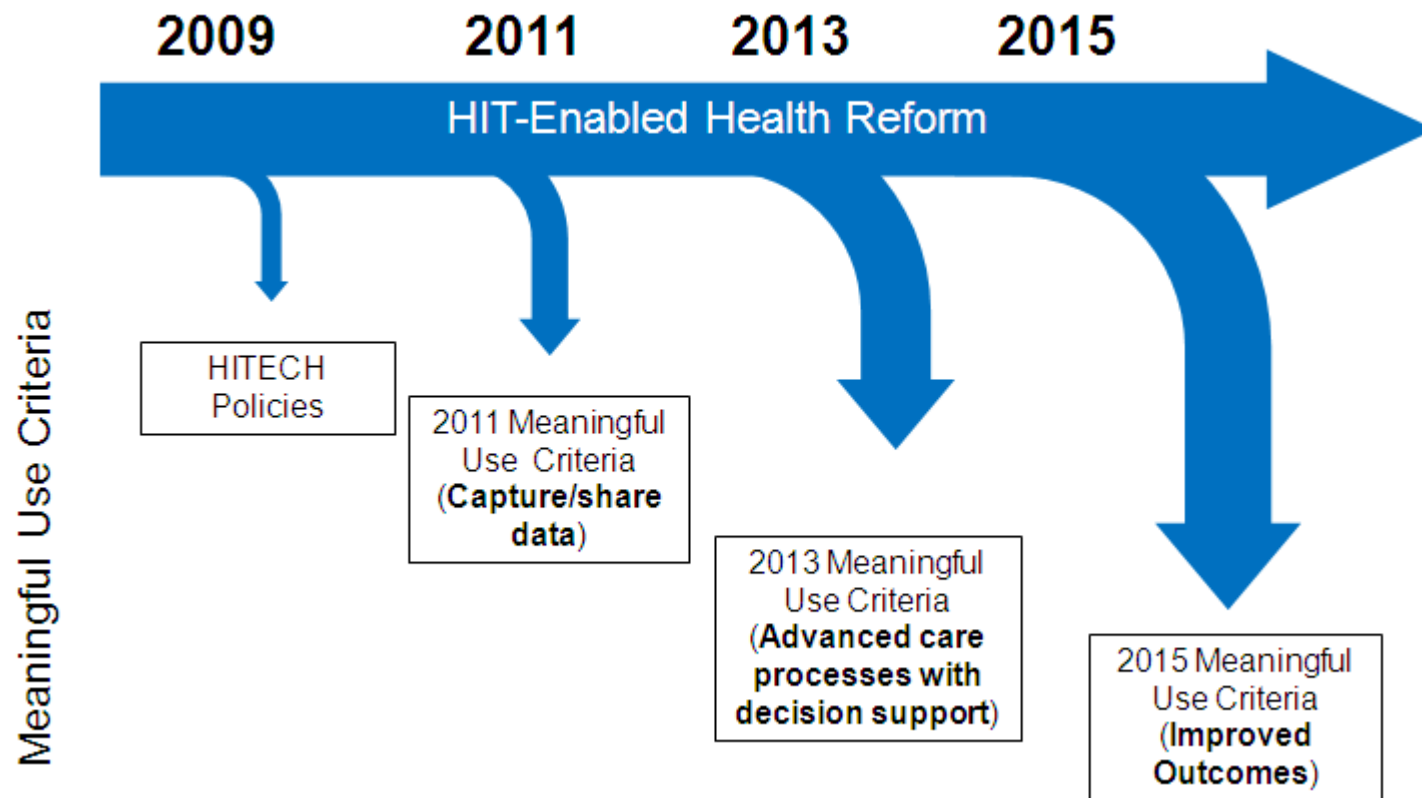 2009 2011 2013 2015
HIT-Enabled Health Reform
Meaningful Use Criteria
HITECH
Policies
2011 Meaningful
Use Criteria
(Capture/share
data)
2013 Meaningful
Use Criteria
(Advanced care
processes with
decision support)
2015 Meaningful
Use Criteria
(Improved
Outcomes)